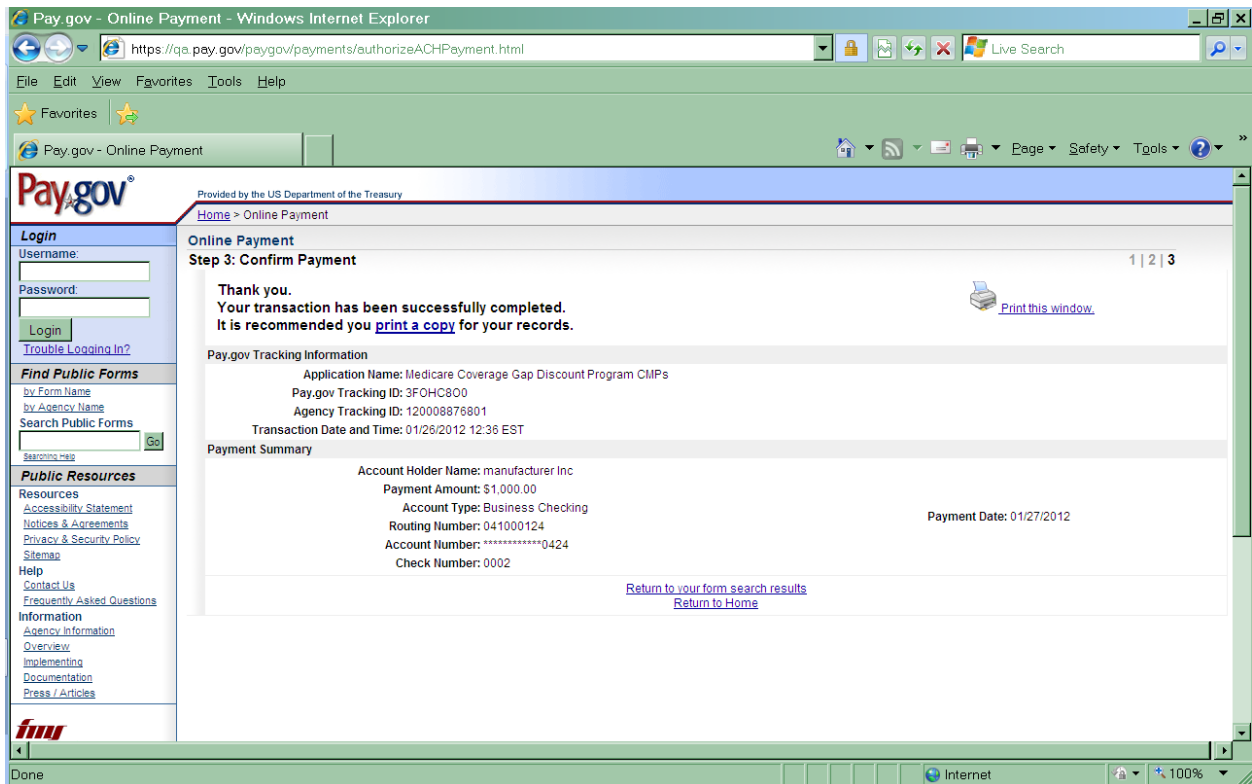 Pay.gov - Online Payment - Windows Internet Explorer
https://qa.pay.gov/paygov/payments/authorizeACHPayment.html
Live Search
File Edit View Favorites Tools Help
Favorites
Pay.gov - Online Payment
Page Safety Tools
Pay.gov®
Provided by the US Department of the Treasury
Home > Online Payment
Login
Username:
Password:
Login
Trouble Logging In?
Find Public Forms
by Form Name
by Agency Name
Search Public Forms
Go
Searching Help
Public Resources
Resources
Accessibility Statement
Notices & Agreements
Privacy & Security Policy
Sitemap
Help
Contact Us
Frequently Asked Questions
Information
Agency Information
Overview
Implementing
Documentation
Press / Articles
fms
Online Payment
Step 3: Confirm Payment
1 | 2 | 3
Thank you.
Your transaction has been successfully completed.
It is recommended you print a copy for your records.
Print this window.
Pay.gov Tracking Information
Application Name: Medicare Coverage Gap Discount Program CMPs
Pay.gov Tracking ID: 3FOHC8O0
Agency Tracking ID: 120008876801
Transaction Date and Time: 01/26/2012 12:36 EST
Payment Summary
Account Holder Name: manufacturer Inc
Payment Amount: $1,000.00
Account Type: Business Checking
Routing Number: 041000124
Account Number: ************0424
Check Number: 0002
Payment Date: 01/27/2012
Return to your form search results
Return to Home
Done
Internet
100%